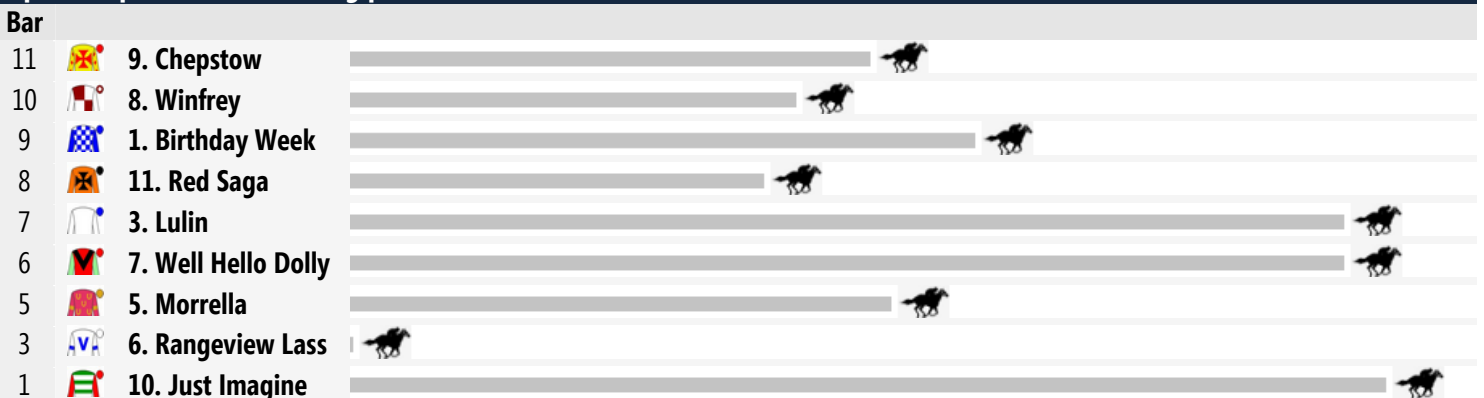 Bar
11 9. Chepstow
10 8. Winfrey
9 1. Birthday Week
8 11. Red Saga
7 3. Lulin
6 7. Well Hello Dolly
5 5. Morrella
3 V 6. Rangeview Lass
1 10. Just Imagine